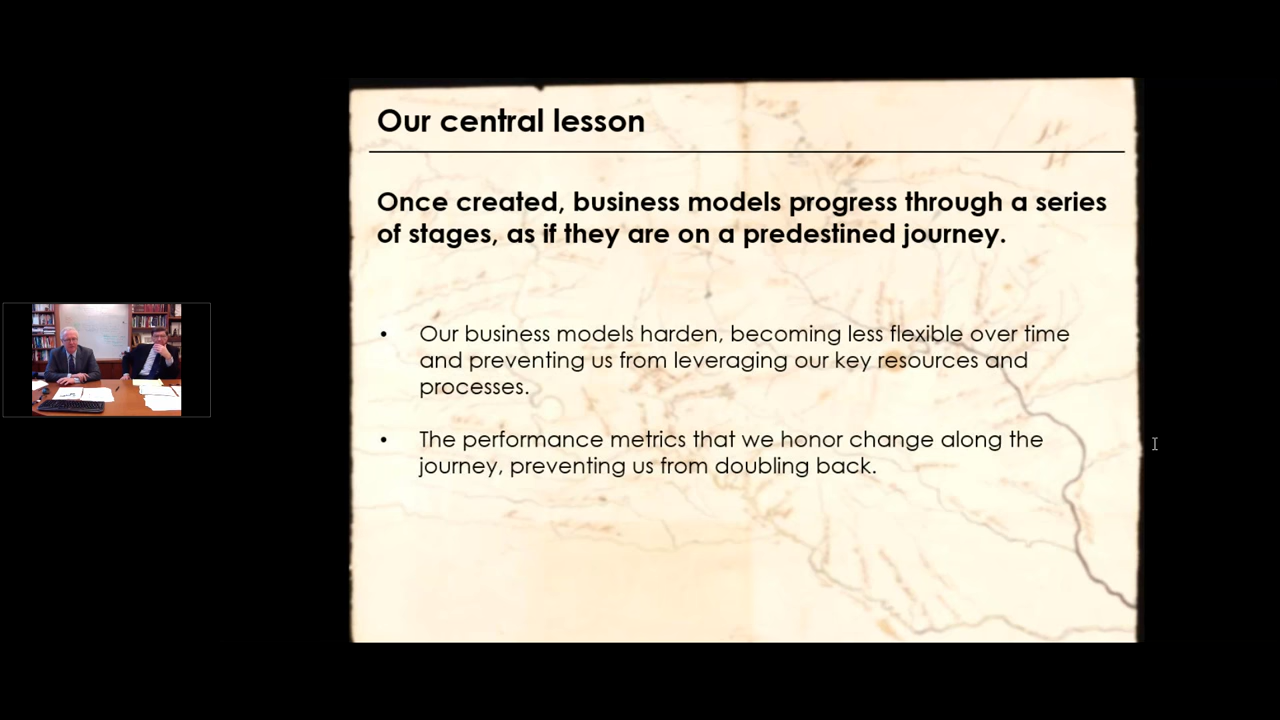 Our central lesson
Once created, business models progress through a series
of stages, as if they are on a predestined journey.
• Our business models harden, becoming less flexible over time
and preventing us from leveraging our key resources and
processes.
• The performance metrics that we honor change along the
journey, preventing us from doubling back.